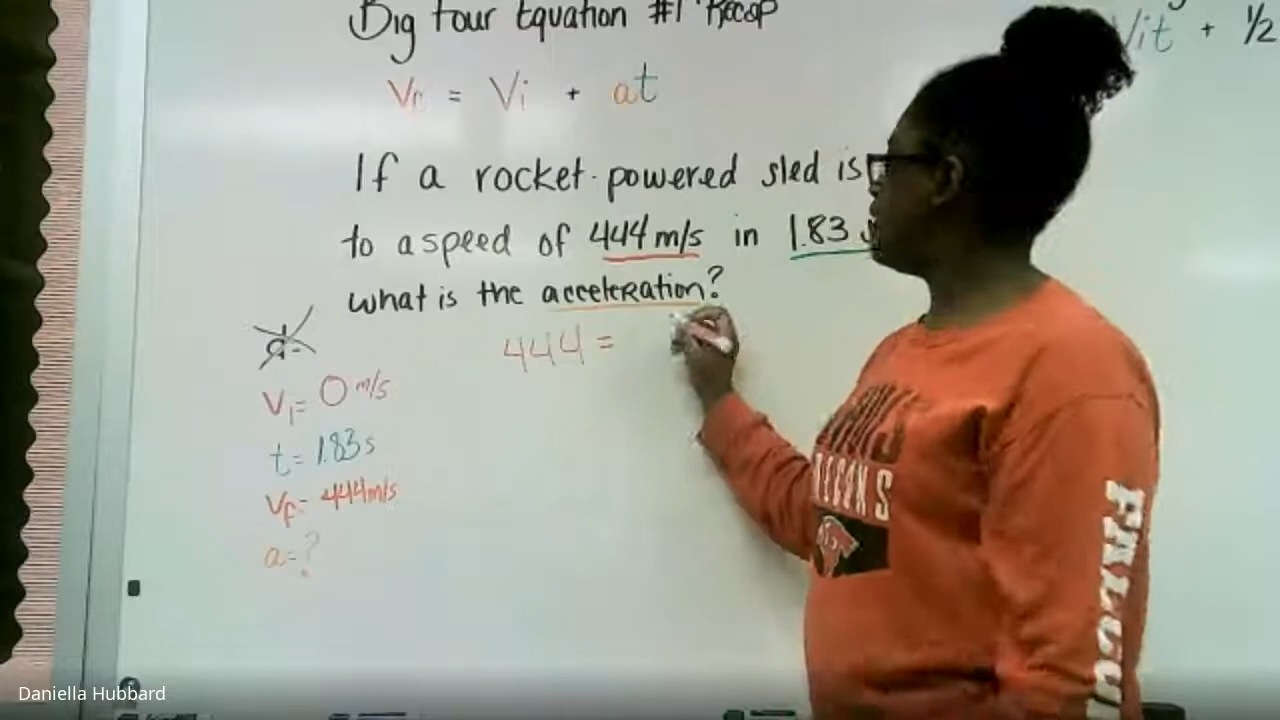 Big Four Equation #1 Recap
Vit + 1/2
Vf = Vi + at
If a rocket-powered sled is
to a speed of 444 m/s in 1.83 s
what is the acceleration?
444 =
d=
Vi= 0 m/s
t= 1.83 s
Vf= 444 m/s
a=?
FALCO
Daniella Hubbard